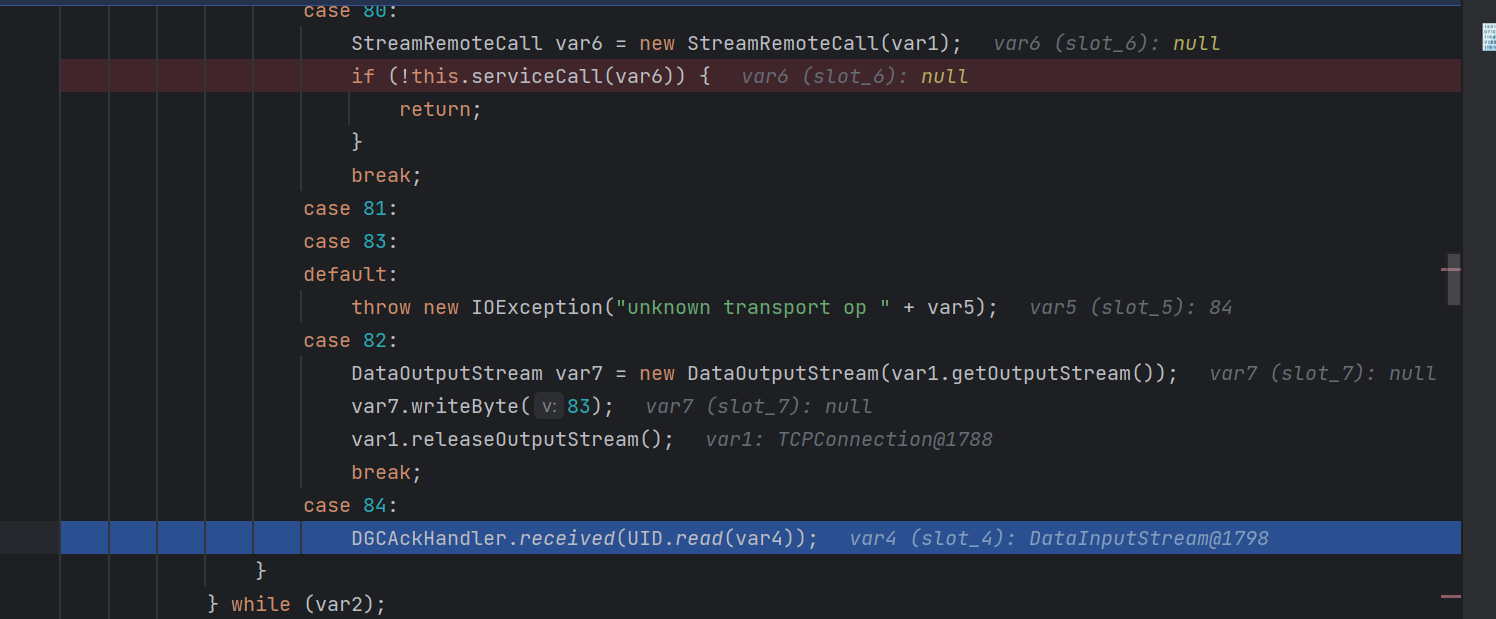 case 80:
StreamRemoteCall var6 = new StreamRemoteCall(var1);   var6 (slot_6): null
if (!this.serviceCall(var6)) {   var6 (slot_6): null
return;
}
break;
case 81:
case 83:
default:
throw new IOException("unknown transport op " + var5);   var5 (slot_5): 84
case 82:
DataOutputStream var7 = new DataOutputStream(var1.getOutputStream());   var7 (slot_7): null
var7.writeByte( v: 83);   var7 (slot_7): null
var1.releaseOutputStream();   var1: TCPConnection@1788
break;
case 84:
DGCAckHandler.received(UID.read(var4));   var4 (slot_4): DataInputStream@1798
}
} while (var2);